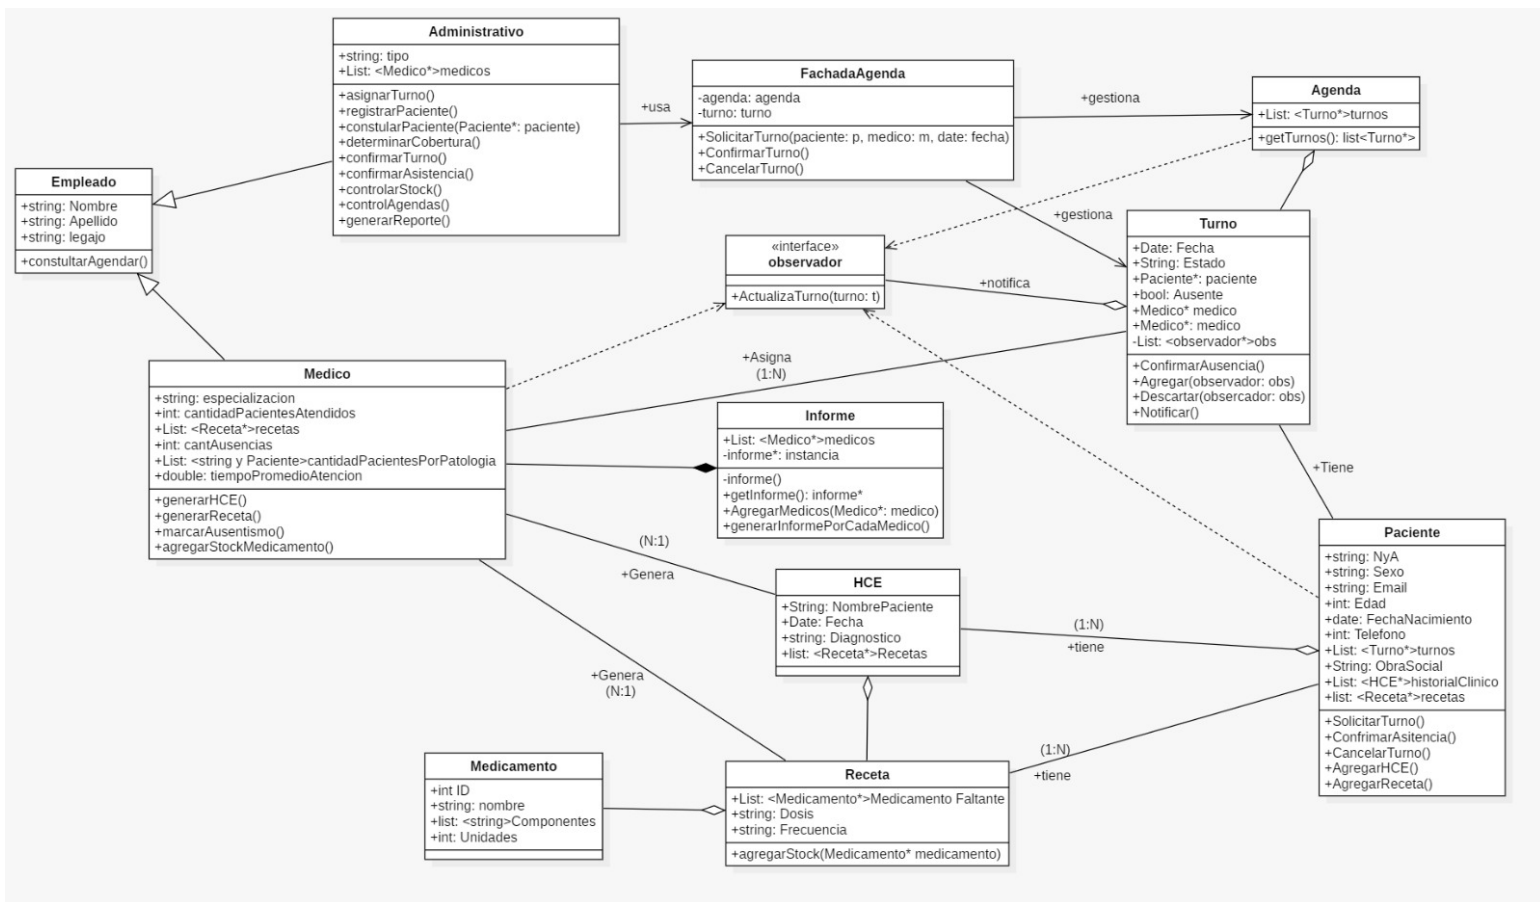 Administrativo
+string: tipo
+List: <Medico*>medicos
+asignarTurno()
+registrarPaciente()
+constularPaciente(Paciente*: paciente)
+determinarCobertura()
+confirmarTurno()
+confirmarAsistencia()
+controlarStock()
+controlAgendas()
+generarReporte()
+usa
FachadaAgenda
-agenda: agenda
-turno: turno
+SolicitarTurno(paciente: p, medico: m, date: fecha)
+ConfirmarTurno()
+CancelarTurno()
+gestiona
Agenda
+List: <Turno*>turnos
+getTurnos(): list<Turno*>
Empleado
+string: Nombre
+string: Apellido
+string: legajo
+constultarAgendar()
+gestiona
«interface»
observador
+ActualizaTurno(turno: t)
+notifica
Turno
+Date: Fecha
+String: Estado
+Paciente*: paciente
+bool: Ausente
+Medico* medico
+Medico*: medico
-List: <observador*>obs
+ConfirmarAusencia()
+Agregar(observador: obs)
+Descartar(obsercador: obs)
+Notificar()
+Asigna
(1:N)
Medico
+string: especializacion
+int: cantidadPacientesAtendidos
+List: <Receta*>recetas
+int: cantAusencias
+List: <string y Paciente>cantidadPacientesPorPatologia
+double: tiempoPromedioAtencion
+generarHCE()
+generarReceta()
+marcarAusentismo()
+agregarStockMedicamento()
Informe
+List: <Medico*>medicos
-informe*: instancia
-informe()
+getInforme(): informe*
+AgregarMedicos(Medico*: medico)
+generarInformePorCadaMedico()
+Tiene
(N:1)
+Genera
HCE
+String: NombrePaciente
+Date: Fecha
+string: Diagnostico
+list: <Receta*>Recetas
(1:N)
+tiene
Paciente
+string: NyA
+string: Sexo
+string: Email
+int: Edad
+date: FechaNacimiento
+int: Telefono
+List: <Turno*>turnos
+String: ObraSocial
+List: <HCE*>historialClinico
+list: <Receta*>recetas
+SolicitarTurno()
+ConfrimarAsitencia()
+CancelarTurno()
+AgregarHCE()
+AgregarReceta()
+Genera
(N:1)
(1:N)
+tiene
Medicamento
+int ID
+string: nombre
+list: <string>Componentes
+int: Unidades
Receta
+List: <Medicamento*>Medicamento Faltante
+string: Dosis
+string: Frecuencia
+agregarStock(Medicamento* medicamento)